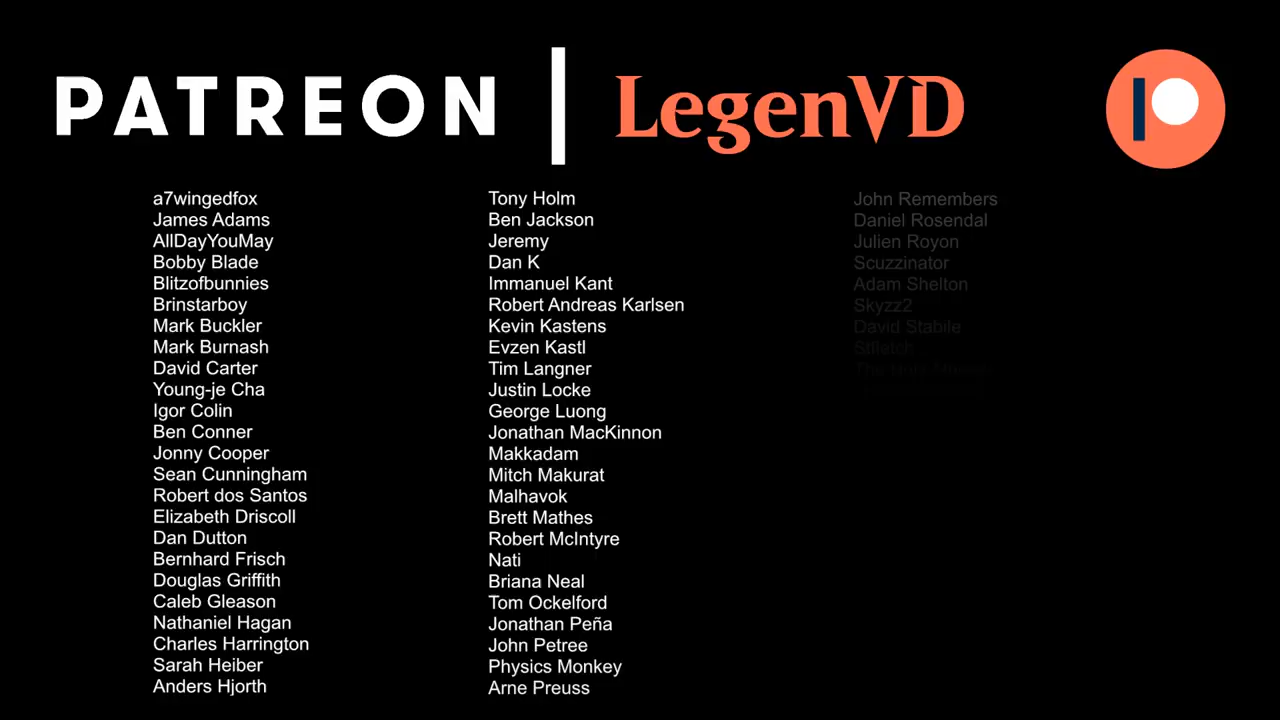 PATREON | LegenVD
a7wingedfox
James Adams
AllDayYouMay
Bobby Blade
Blitzofbunnies
Brinstarboy
Mark Buckler
Mark Burnash
David Carter
Young-je Cha
Igor Colin
Ben Conner
Jonny Cooper
Sean Cunningham
Robert dos Santos
Elizabeth Driscoll
Dan Dutton
Bernhard Frisch
Douglas Griffith
Caleb Gleason
Nathaniel Hagan
Charles Harrington
Sarah Heiber
Anders Hjorth
Tony Holm
Ben Jackson
Jeremy
Dan K
Immanuel Kant
Robert Andreas Karlsen
Kevin Kastens
Evzen Kastl
Tim Langner
Justin Locke
George Luong
Jonathan MacKinnon
Makkadam
Mitch Makurat
Malhavok
Brett Mathes
Robert McIntyre
Nati
Briana Neal
Tom Ockelford
Jonathan Peña
John Petree
Physics Monkey
Arne Preuss
John Remembers
Daniel Rosendal
Julien Royon
Scuzzinator
Adam Shelton
Skyzz2
David Stabile